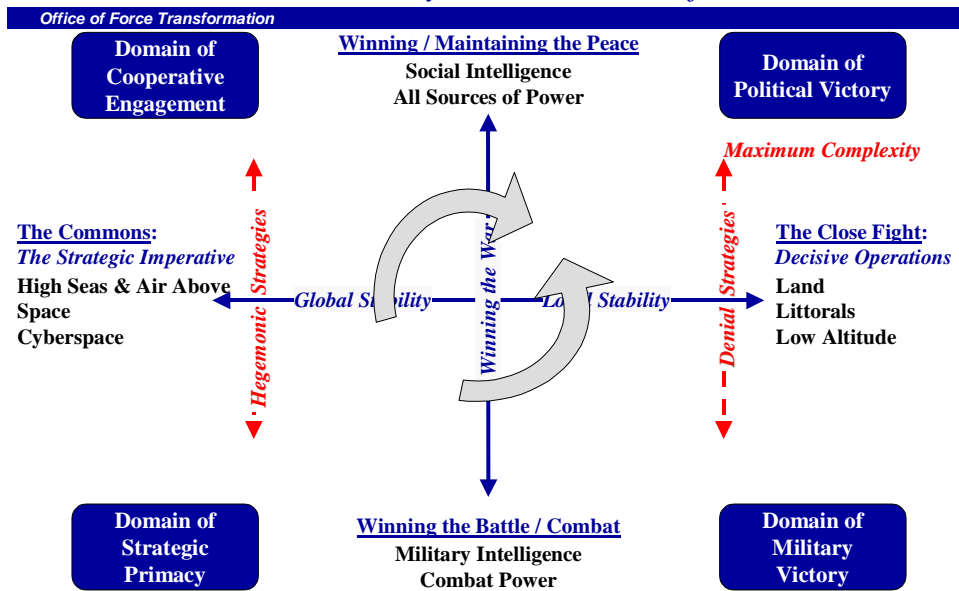 Office of Force Transformation
Domain of
Cooperative
Engagement
Winning / Maintaining the Peace
Social Intelligence
All Sources of Power
Domain of
Political Victory
Maximum Complexity
The Commons:
The Strategic Imperative
High Seas & Air Above
Space
Cyberspace
Hegemonic Strategies
Global Stability
Winning the War
Local Stability
Denial Strategies
The Close Fight:
Decisive Operations
Land
Littorals
Low Altitude
Domain of
Strategic
Primacy
Winning the Battle / Combat
Military Intelligence
Combat Power
Domain of
Military
Victory